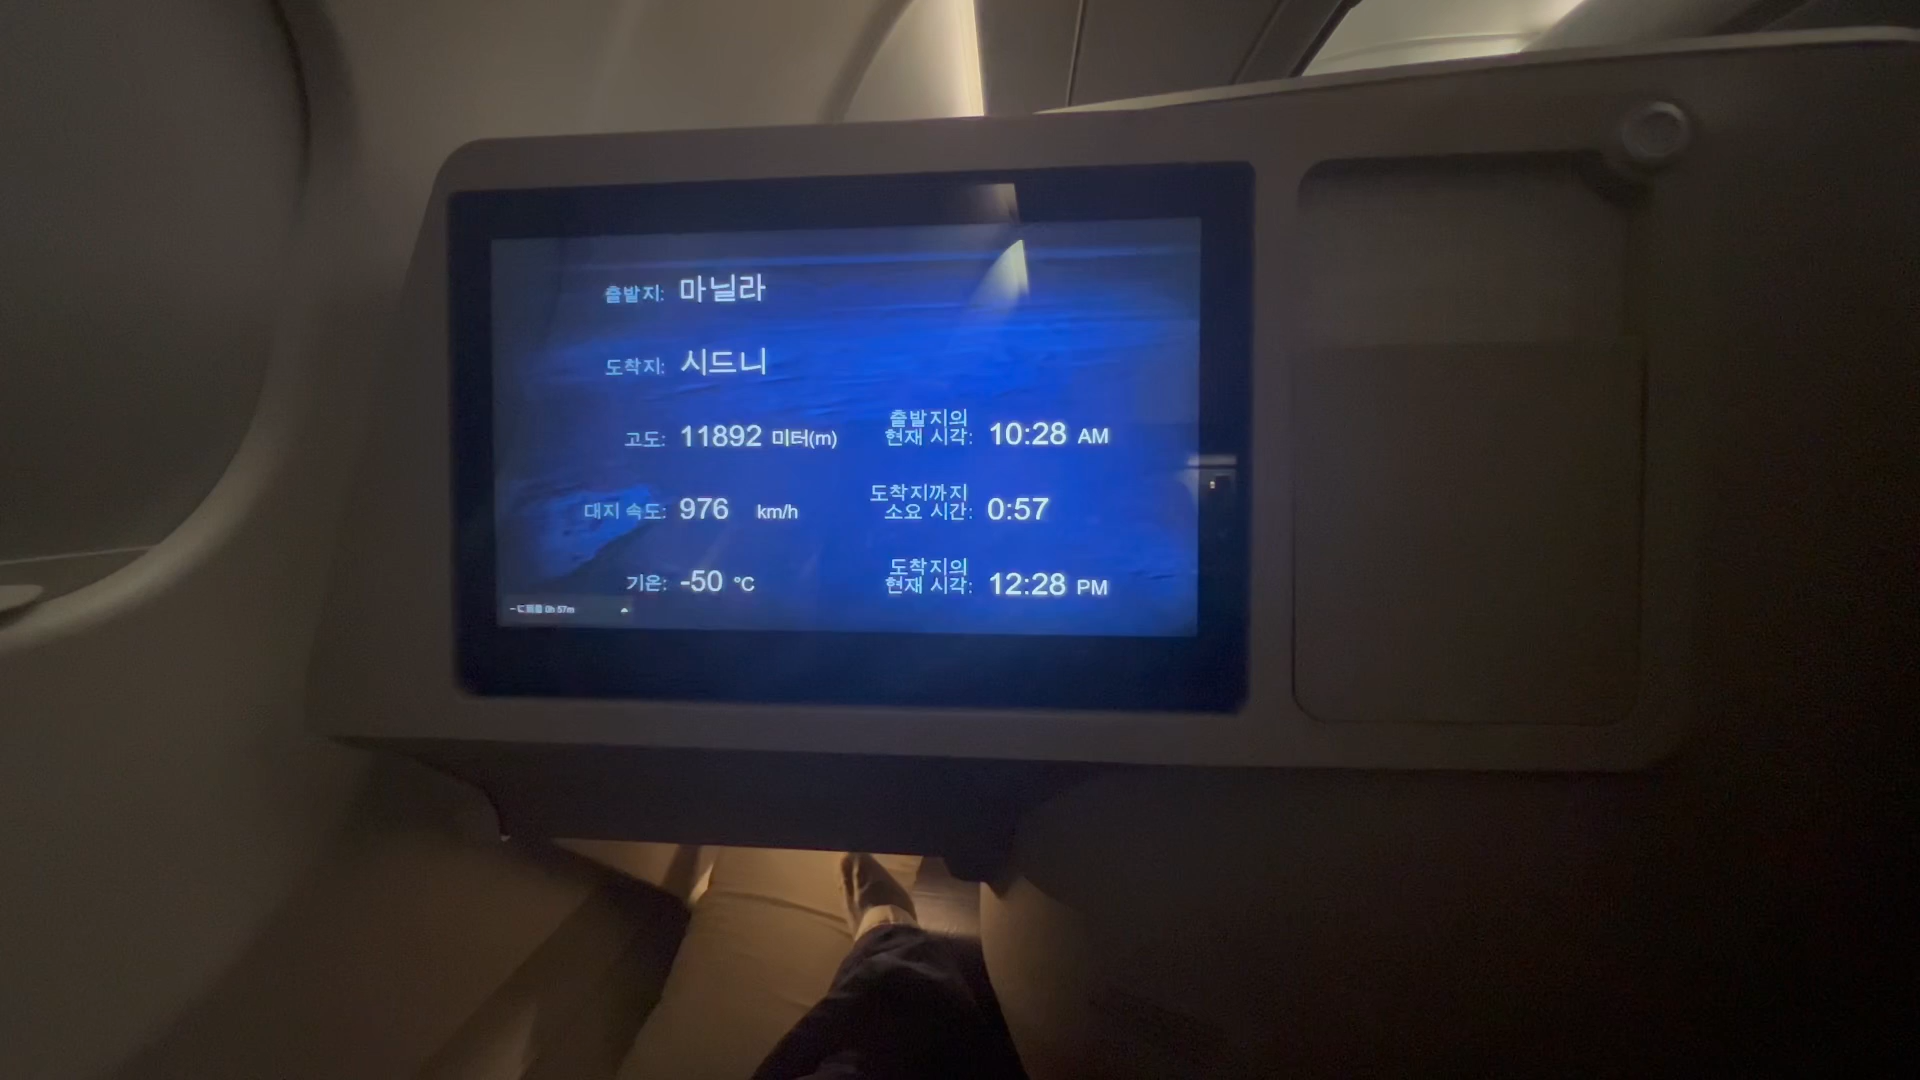 출발지: 마닐라
도착지: 시드니
고도: 11892 미터(m)
출발지의
현재 시각: 10:28 AM
대지 속도: 976 km/h
도착지까지
소요 시간: 0:57
기온: -50 °C
도착지의
현재 시각: 12:28 PM
0h 57m